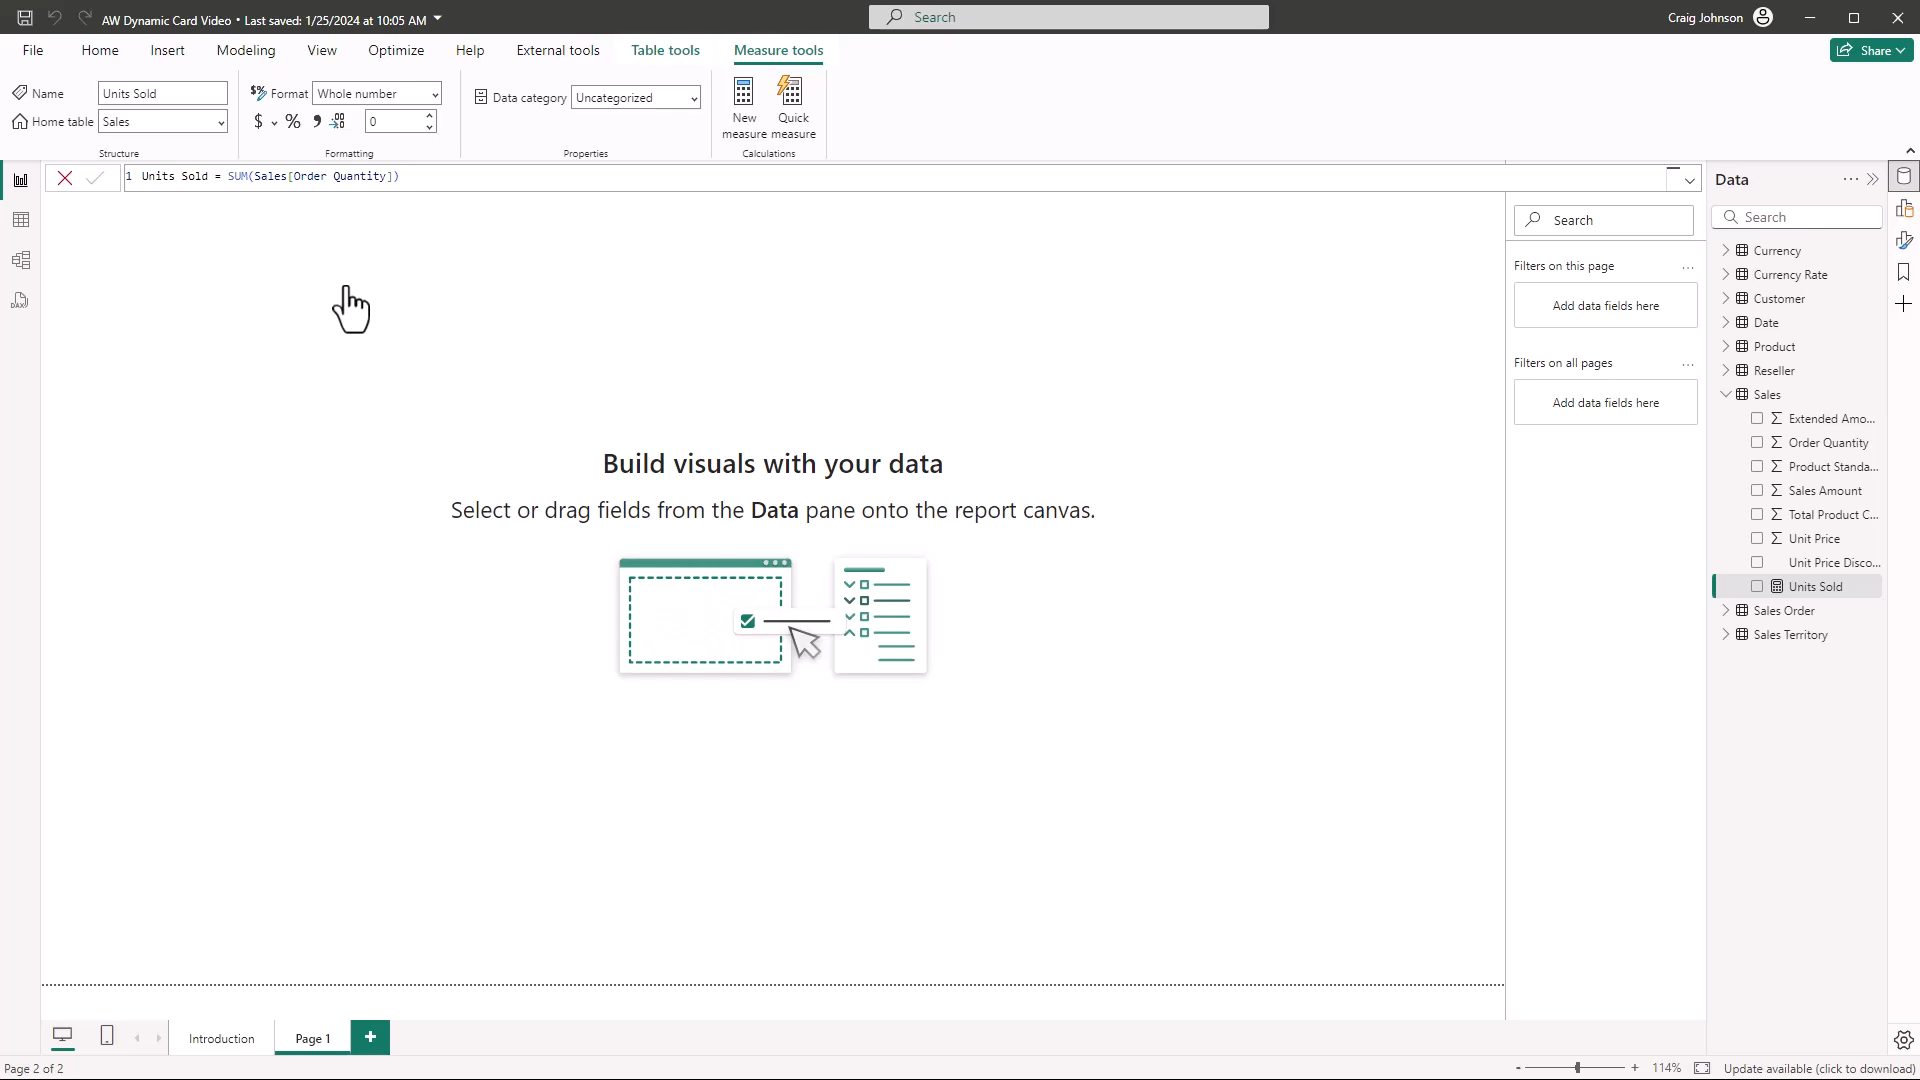 AW Dynamic Card Video • Last saved: 1/25/2024 at 10:05 AM
Search
Craig Johnson
File
Home
Insert
Modeling
View
Optimize
Help
External tools
Table tools
Measure tools
Share
Name
Units Sold
Home table
Sales
Structure
Format
Whole number
$
%
0
Formatting
Data category
Uncategorized
Properties
New measure
Quick measure
Calculations
1 Units Sold = SUM(Sales[Order Quantity])
Search
Filters on this page
...
Add data fields here
Filters on all pages
...
Add data fields here
Data
...
Search
Currency
Currency Rate
Customer
Date
Product
Reseller
Sales
Extended Amo...
Order Quantity
Product Standa...
Sales Amount
Total Product C...
Unit Price
Unit Price Disco...
Units Sold
Sales Order
Sales Territory
Build visuals with your data
Select or drag fields from the Data pane onto the report canvas.
Introduction
Page 1
+
Page 2 of 2
- + 114%
Update available (click to download)